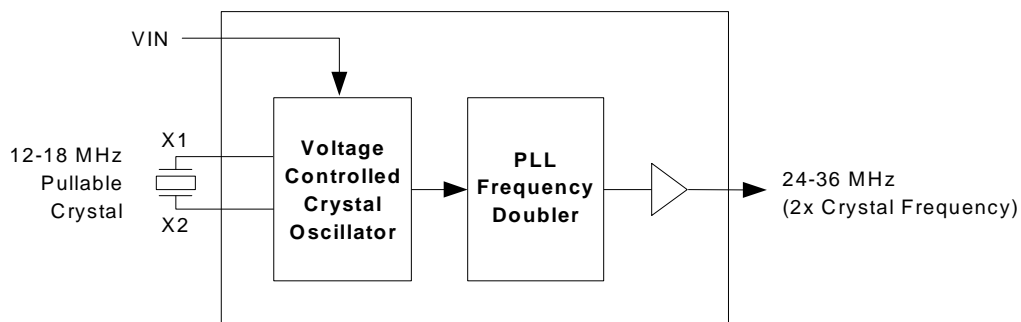 VIN
X1
12-18 MHz
Pullable
Crystal
X2
Voltage
Controlled
Crystal
Oscillator
PLL
Frequency
Doubler
24-36 MHz
(2x Crystal Frequency)